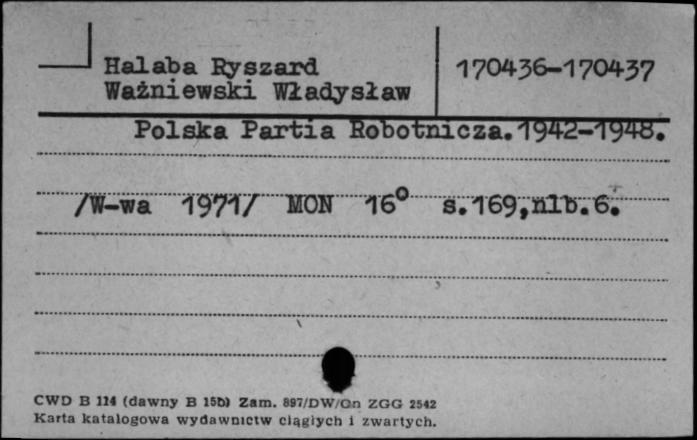 Halaba Ryszard
Ważniewski Władysław
170436-170437
Polska Partia Robotnicza.1942-1948.
/W-wa 1971/ MON 16° s.169,nlb.6.
CWD B 114 (dawny B 15b) Zam. 897/DW/On ZGG 2542
Karta katalogowa wydawnictw ciągłych i zwartych.